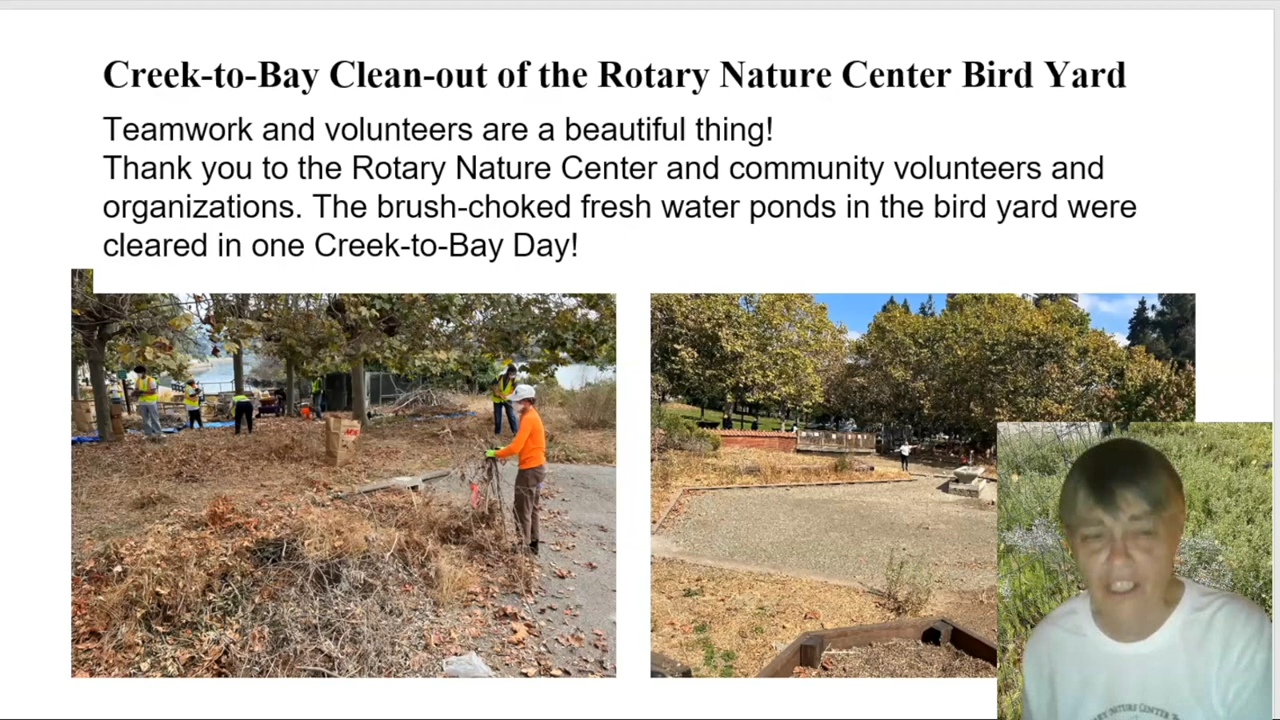 Creek-to-Bay Clean-out of the Rotary Nature Center Bird Yard
Teamwork and volunteers are a beautiful thing!
Thank you to the Rotary Nature Center and community volunteers and
organizations. The brush-choked fresh water ponds in the bird yard were
cleared in one Creek-to-Bay Day!
NATURE CENTER